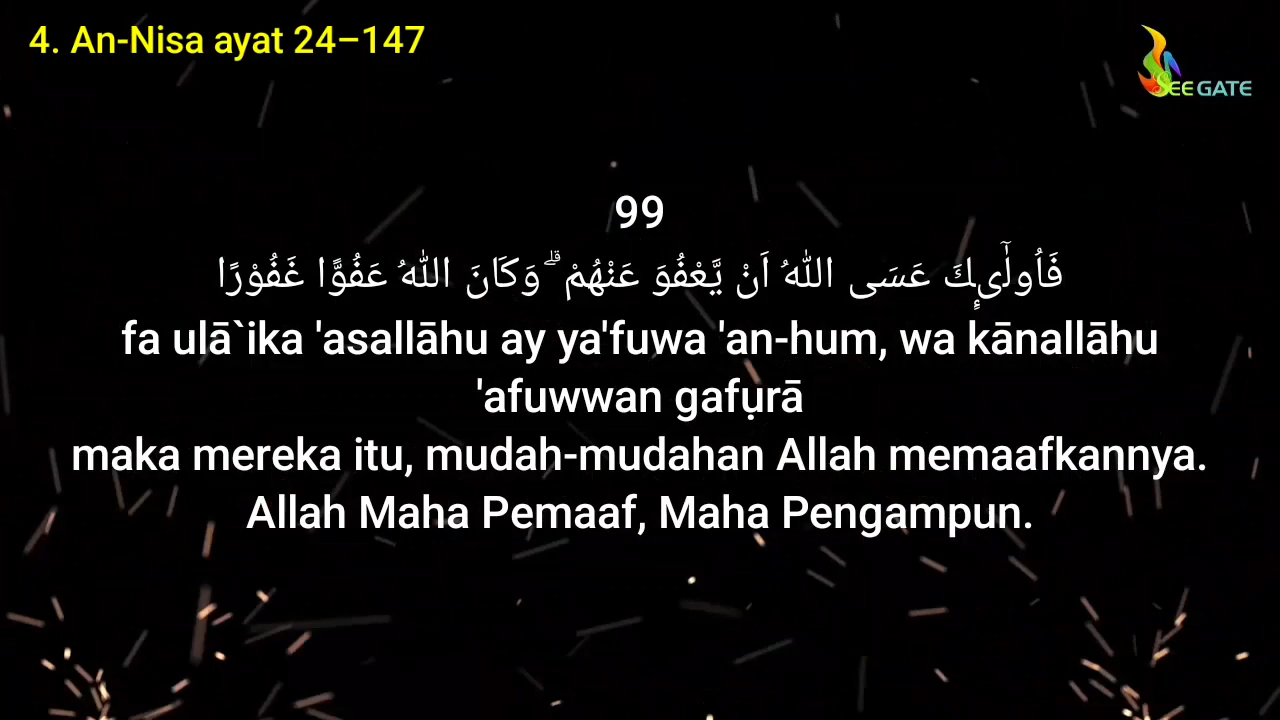 4. An-Nisa ayat 24–147
SEE GATE
99
فَاُولٰۤىِٕكَ عَسَى اللّٰهُ اَنْ يَّعْفُوَ عَنْهُمْ ۗوَكَانَ اللّٰهُ عَفُوًّا غَفُوْرًا
fa ulā`ika 'asallāhu ay ya'fuwa 'an-hum, wa kānallāhu
'afuwwan gafụrā
maka mereka itu, mudah-mudahan Allah memaafkannya.
Allah Maha Pemaaf, Maha Pengampun.